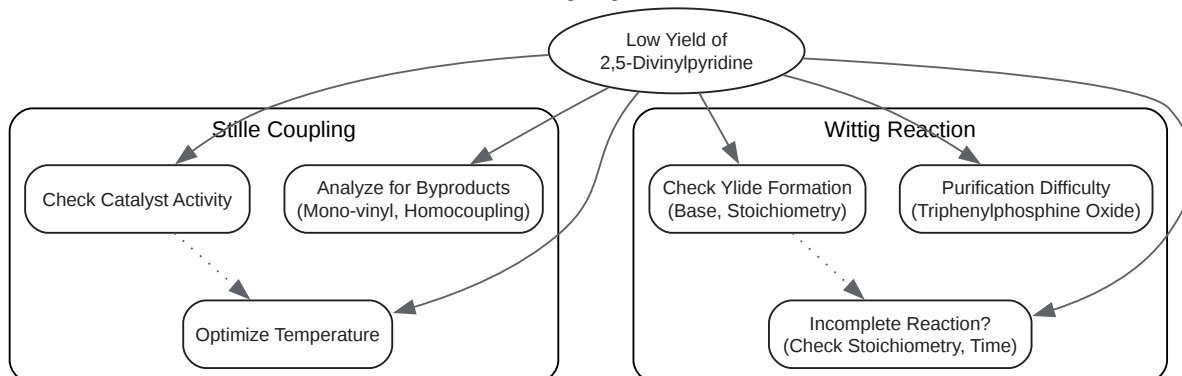 Low Yield of
2,5-Divinylpyridine
Stille Coupling
Check Catalyst Activity
Analyze for Byproducts
(Mono-vinyl, Homocoupling)
Optimize Temperature
Wittig Reaction
Check Ylide Formation
(Base, Stoichiometry)
Purification Difficulty
(Triphenylphosphine Oxide)
Incomplete Reaction?
(Check Stoichiometry, Time)